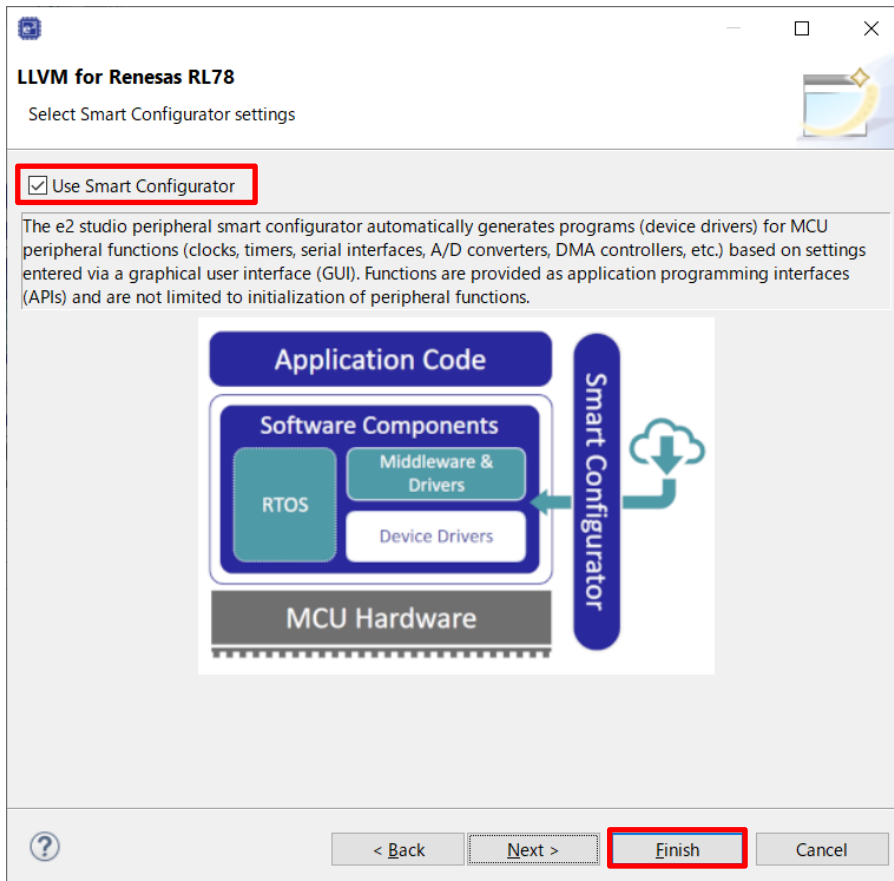 LLVM for Renesas RL78
Select Smart Configurator settings
Use Smart Configurator
The e2 studio peripheral smart configurator automatically generates programs (device drivers) for MCU
peripheral functions (clocks, timers, serial interfaces, A/D converters, DMA controllers, etc.) based on settings
entered via a graphical user interface (GUI). Functions are provided as application programming interfaces
(APIs) and are not limited to initialization of peripheral functions.
Application Code
Software Components
RTOS
Middleware &
Drivers
Device Drivers
MCU Hardware
Smart Configurator
?
< Back
Next >
Finish
Cancel